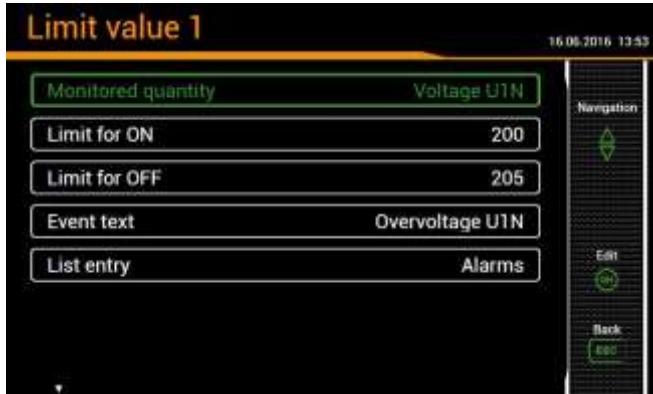 Limit value 1
16.06.2016 13:53
Monitored quantity Voltage U1N
Limit for ON 200
Limit for OFF 205
Event text Overvoltage U1N
List entry Alarms
Navigation
Edit
OK
Back
ESC